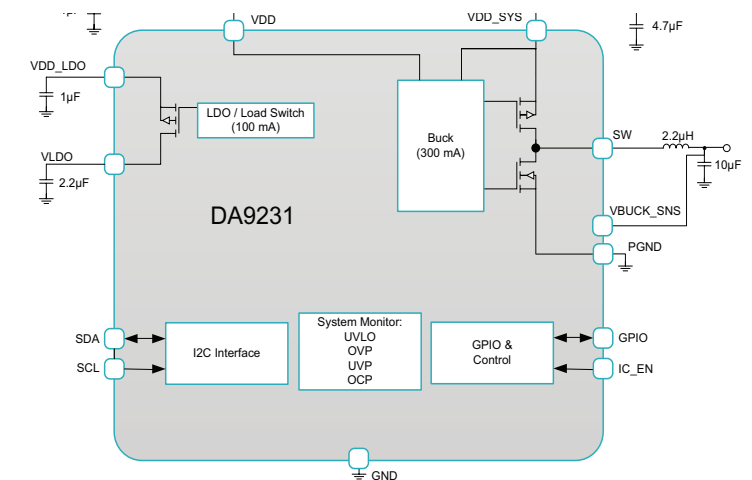 VDD
VDD_SYS
4.7µF
VDD_LDO
1µF
LDO / Load Switch
(100 mA)
Buck
(300 mA)
SW
2.2µH
10µF
VLDO
2.2µF
DA9231
VBUCK_SNS
PGND
SDA
SCL
I2C Interface
System Monitor:
UVLO
OVP
UVP
OCP
GPIO &
Control
GPIO
IC_EN
GND